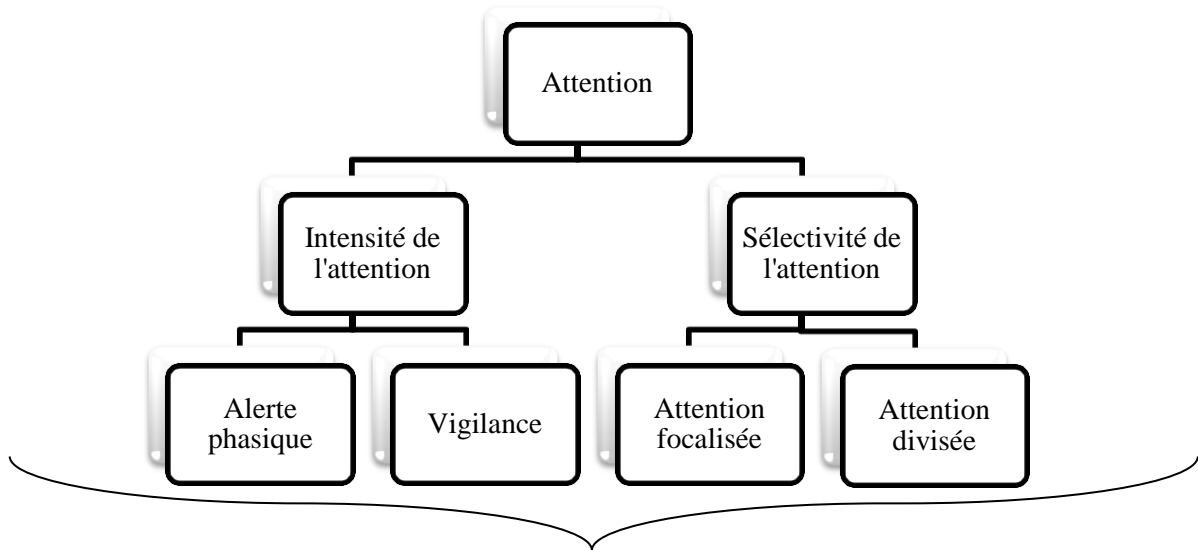 Attention
Intensité de
l'attention
Sélectivité de
l'attention
Alerte
phasique
Vigilance
Attention
focalisée
Attention
divisée